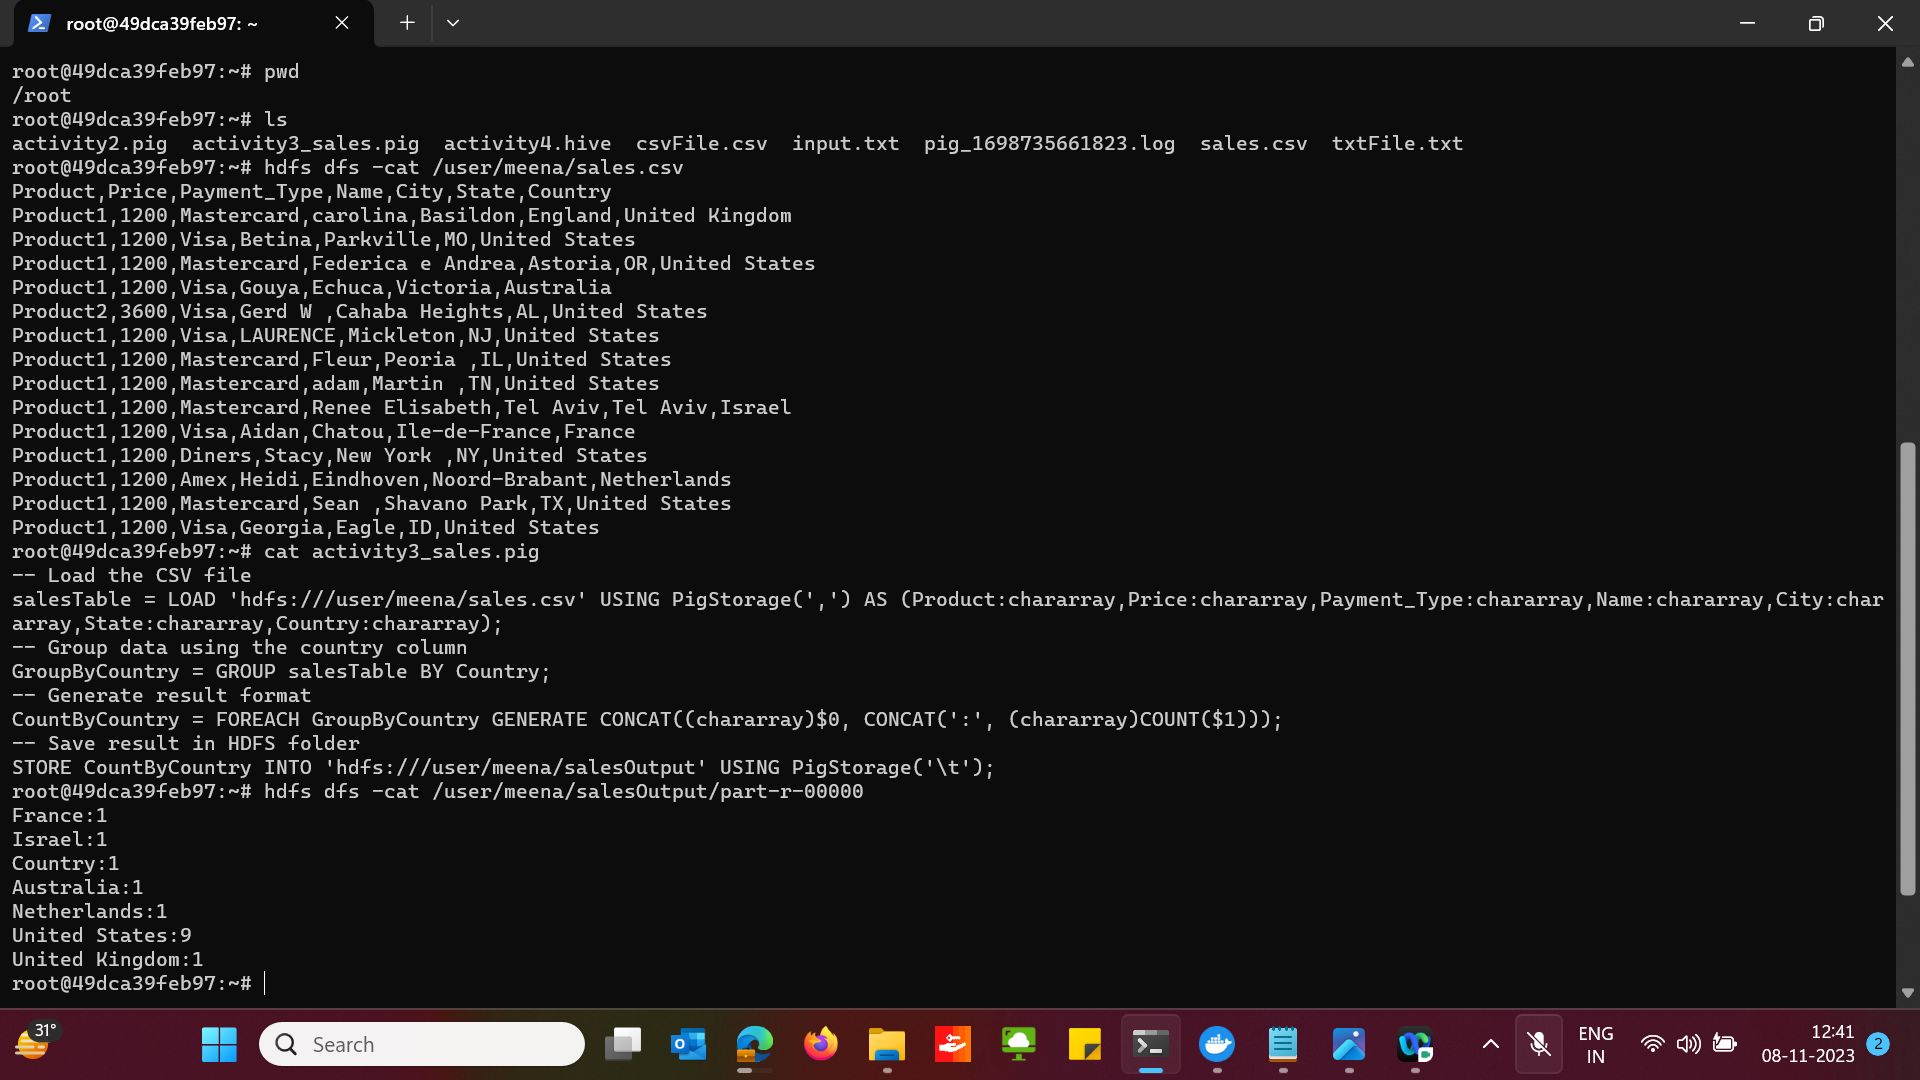 root@49dca39feb97: ~
root@49dca39feb97:~# pwd
/root
root@49dca39feb97:~# ls
activity2.pig  activity3_sales.pig  activity4.hive  csvFile.csv  input.txt  pig_1698735661823.log  sales.csv  txtFile.txt
root@49dca39feb97:~# hdfs dfs -cat /user/meena/sales.csv
Product,Price,Payment_Type,Name,City,State,Country
Product1,1200,Mastercard,carolina,Basildon,England,United Kingdom
Product1,1200,Visa,Betina,Parkville,MO,United States
Product1,1200,Mastercard,Federica e Andrea,Astoria,OR,United States
Product1,1200,Visa,Gouya,Echuca,Victoria,Australia
Product2,3600,Visa,Gerd W ,Cahaba Heights,AL,United States
Product1,1200,Visa,LAURENCE,Mickleton,NJ,United States
Product1,1200,Mastercard,Fleur,Peoria ,IL,United States
Product1,1200,Mastercard,adam,Martin ,TN,United States
Product1,1200,Mastercard,Renee Elisabeth,Tel Aviv,Tel Aviv,Israel
Product1,1200,Visa,Aidan,Chatou,Ile-de-France,France
Product1,1200,Diners,Stacy,New York ,NY,United States
Product1,1200,Amex,Heidi,Eindhoven,Noord-Brabant,Netherlands
Product1,1200,Mastercard,Sean ,Shavano Park,TX,United States
Product1,1200,Visa,Georgia,Eagle,ID,United States
root@49dca39feb97:~# cat activity3_sales.pig
-- Load the CSV file
salesTable = LOAD 'hdfs:///user/meena/sales.csv' USING PigStorage(',') AS (Product:chararray,Price:chararray,Payment_Type:chararray,Name:chararray,City:char
array,State:chararray,Country:chararray);
-- Group data using the country column
GroupByCountry = GROUP salesTable BY Country;
-- Generate result format
CountByCountry = FOREACH GroupByCountry GENERATE CONCAT((chararray)$0, CONCAT(':', (chararray)COUNT($1)));
-- Save result in HDFS folder
STORE CountByCountry INTO 'hdfs:///user/meena/salesOutput' USING PigStorage('\t');
root@49dca39feb97:~# hdfs dfs -cat /user/meena/salesOutput/part-r-00000
France:1
Israel:1
Country:1
Australia:1
Netherlands:1
United States:9
United Kingdom:1
root@49dca39feb97:~#
31°
Search
ENG
IN
12:41
08-11-2023
2